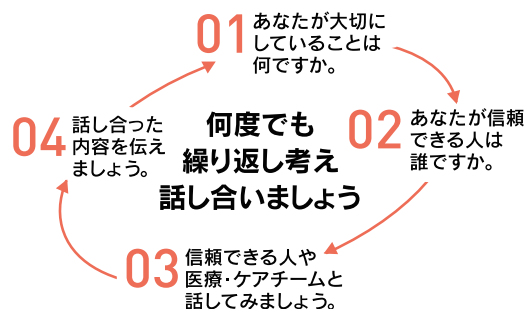 01 あなたが大切に
していることは
何ですか。
02 あなたが信頼
できる人は
誰ですか。
03 信頼できる人や
医療・ケアチームと
話してみましょう。
04 話し合った
内容を伝え
ましょう。
何度でも
繰り返し考え
話し合いましょう